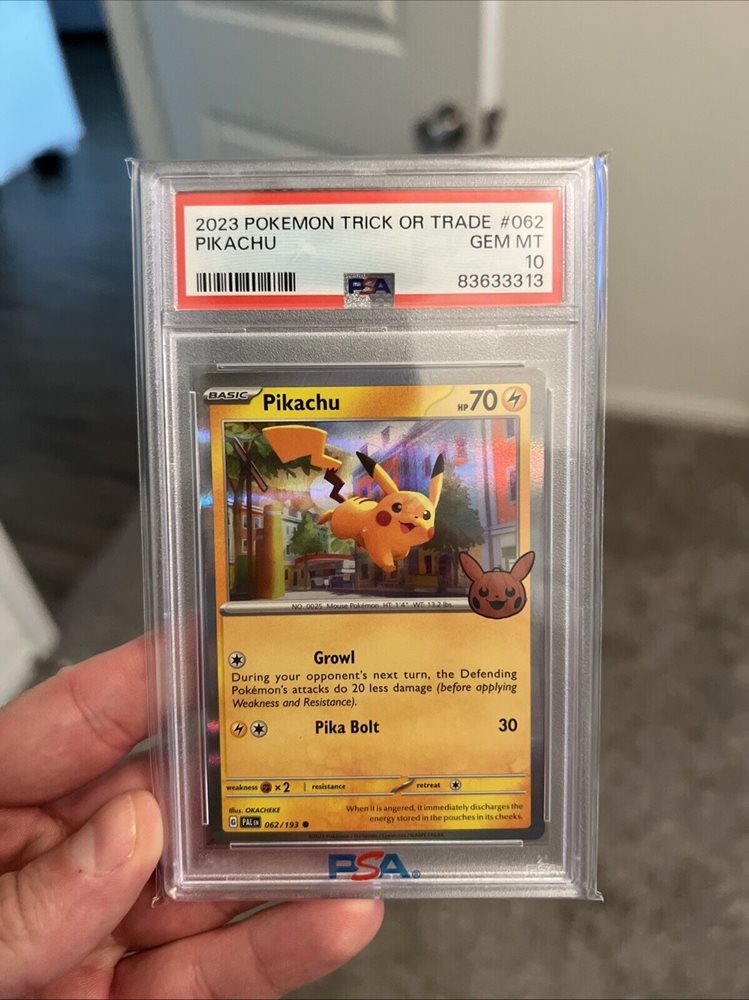 2023 POKEMON TRICK OR TRADE #062
PIKACHU GEM MT
10
PSA 83633313
BASIC Pikachu HP 70
NO. 0025 Mouse Pokémon HT: 1'4" WT: 13.2 lbs
Growl
During your opponent's next turn, the Defending
Pokémon's attacks do 20 less damage (before applying
Weakness and Resistance).
Pika Bolt 30
weakness ×2 resistance retreat
Illus. OKACHEKE
When it is angered, it immediately discharges the
energy stored in the pouches in its cheeks.
G PAL EN 062/193
PSA®